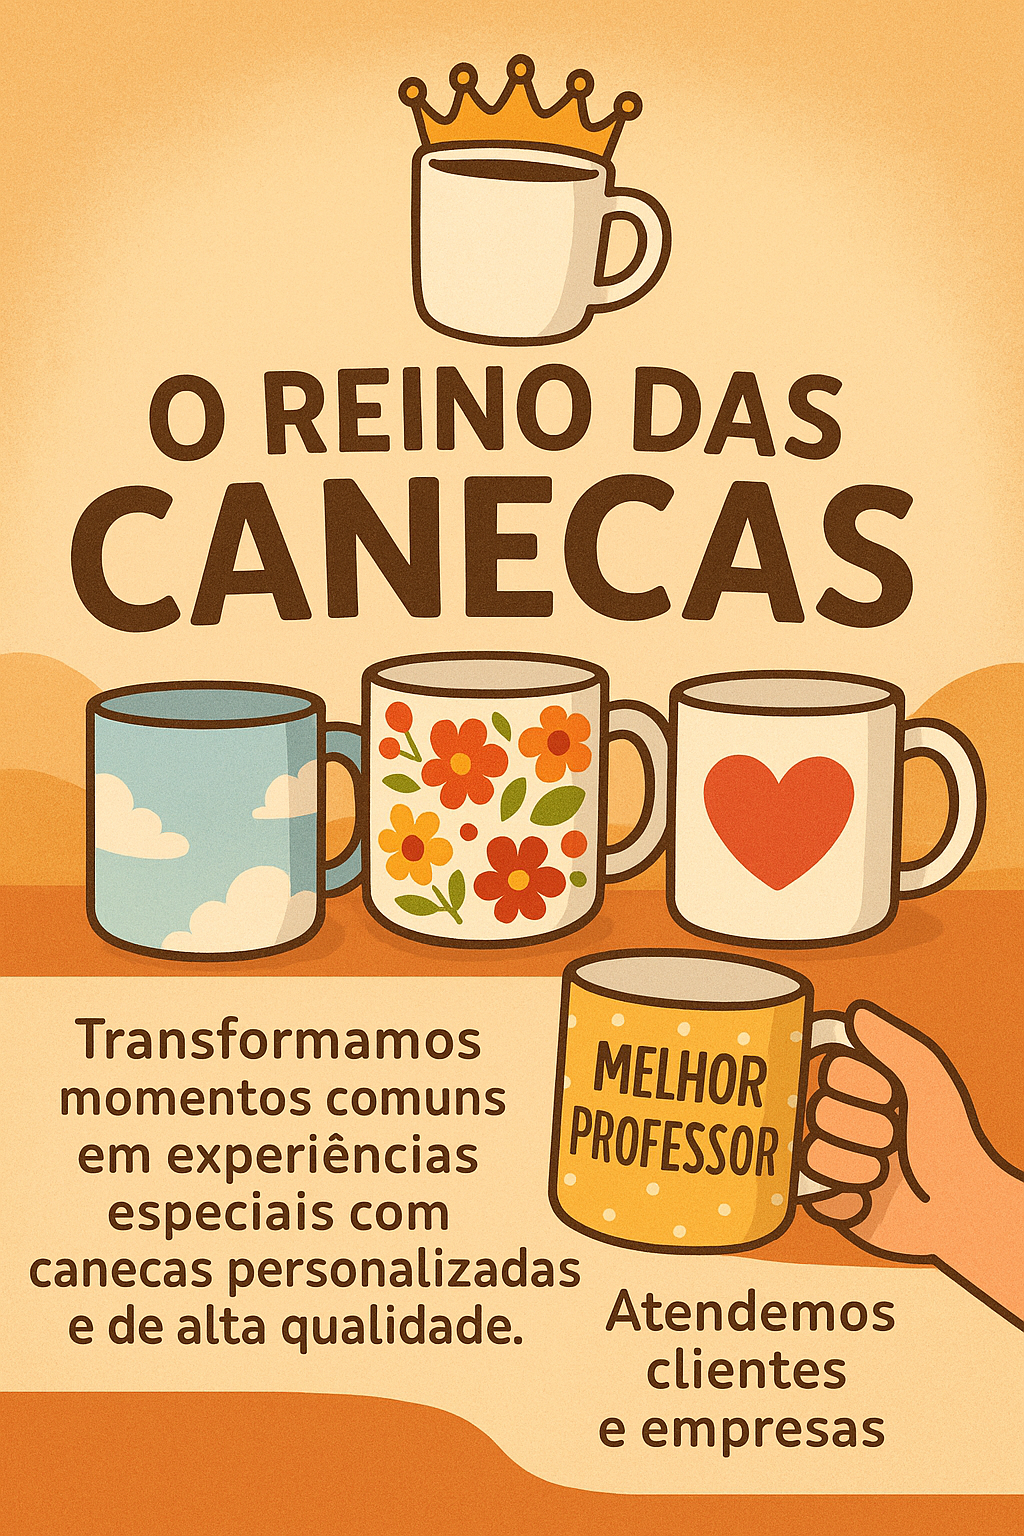 O REINO DAS
CANECAS
MELHOR
PROFESSOR
Transformamos
momentos comuns
em experiências
especiais com
canecas personalizadas
e de alta qualidade.
Atendemos
clientes
e empresas